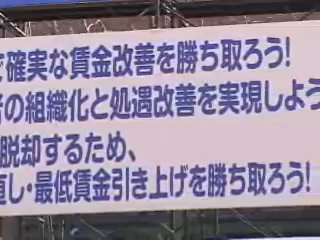 で確実な賃金改善を勝ち取ろう!
者の組織化と処遇改善を実現しよう
脱却するため、
直し・最低賃金引き上げを勝ち取ろう!